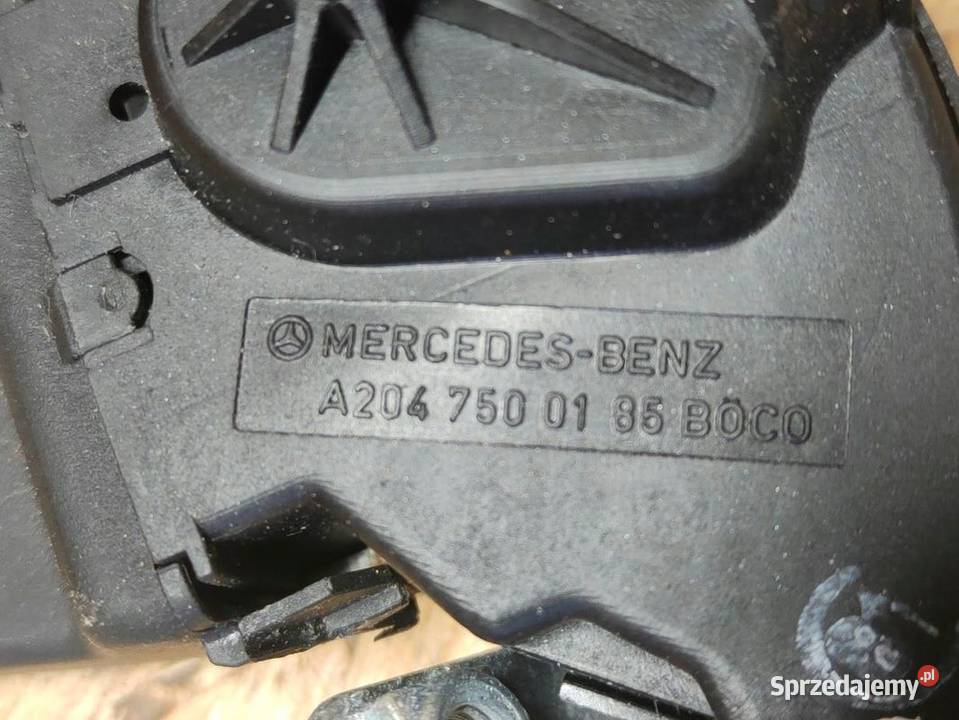 MERCEDES-BENZ
A204 750 01 85 BÖCO
Sprzedajemy.pl